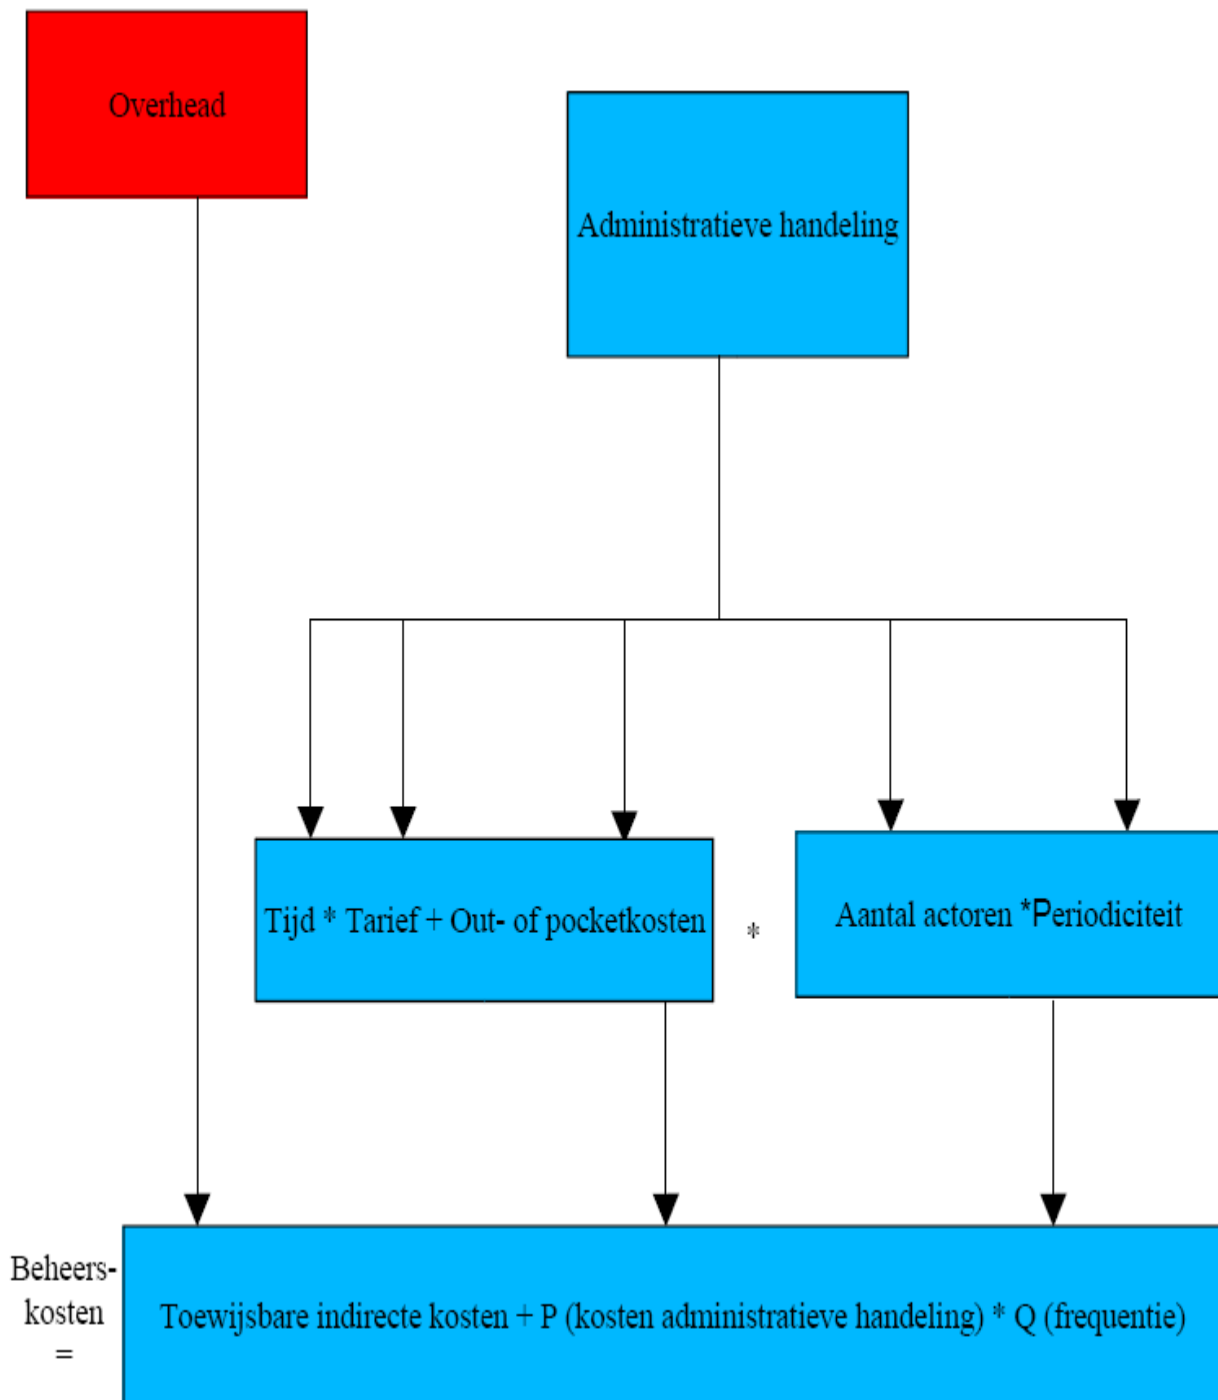 Overhead
Administratieve handeling
Tijd * Tarief + Out- of pocketkosten
*
Aantal actoren *Periodiciteit
Beheers-
kosten
=
Toewijsbare indirecte kosten + P (kosten administratieve handeling) * Q (frequentie)